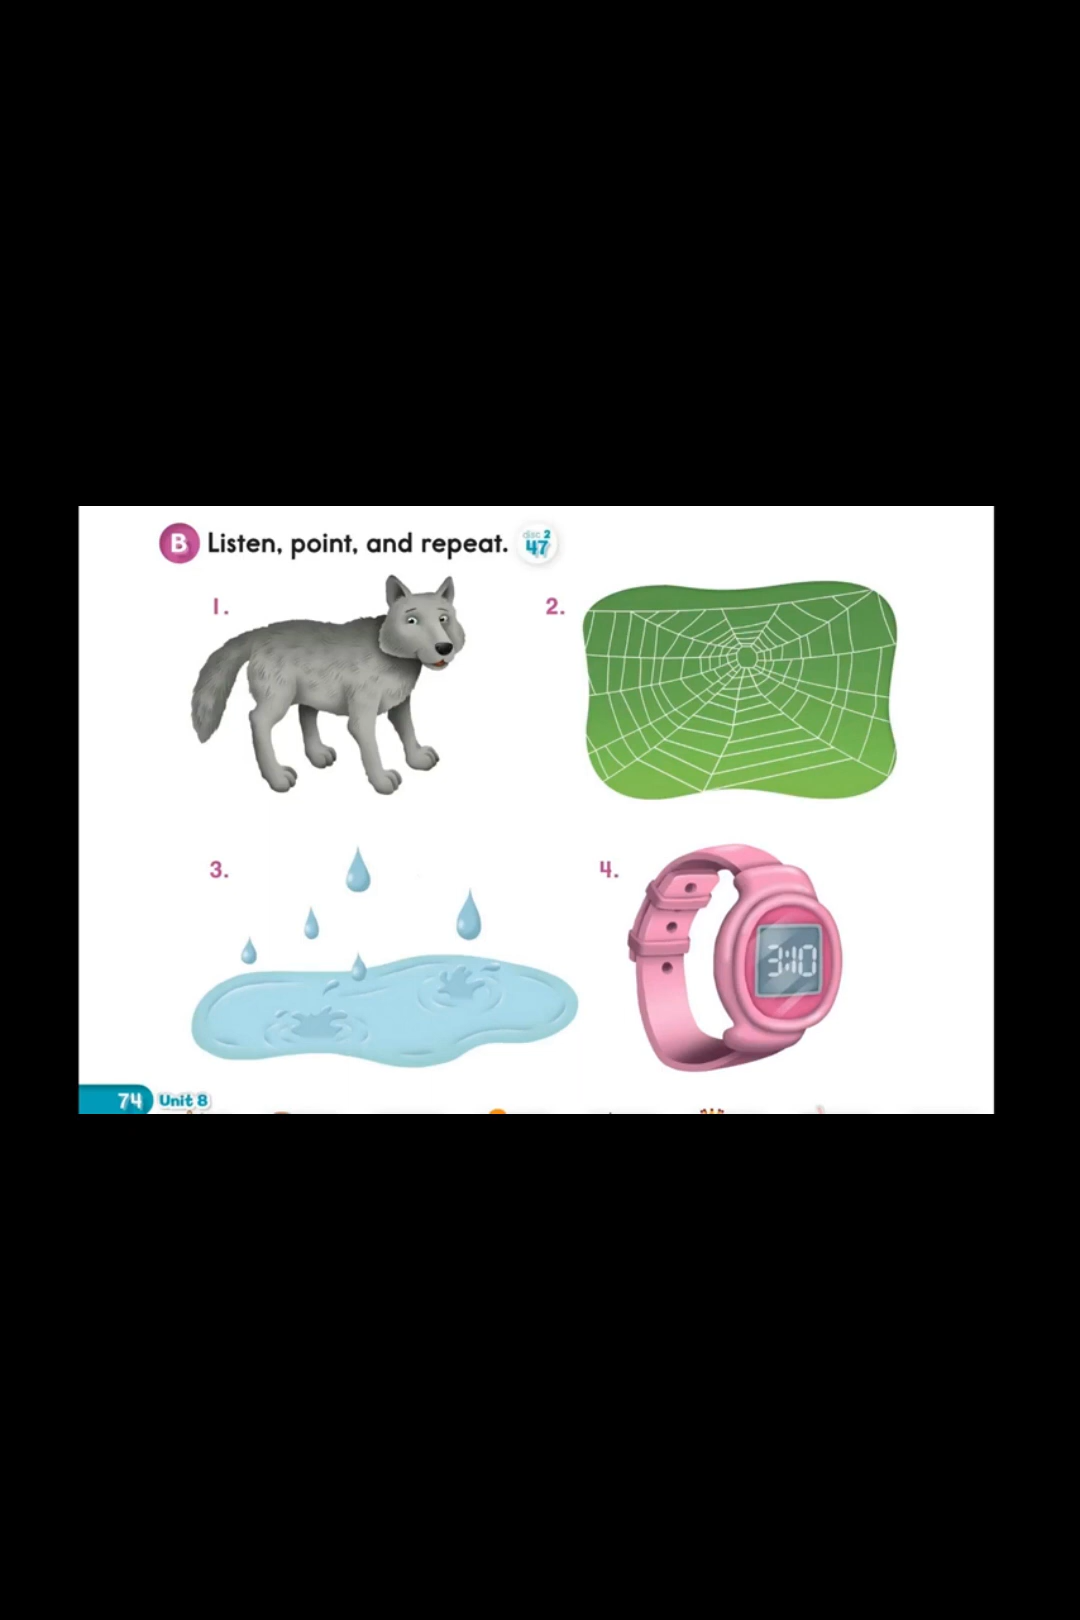 B Listen, point, and repeat. disc 2 47
1.
2.
3.
4.
3:10
74 Unit 8